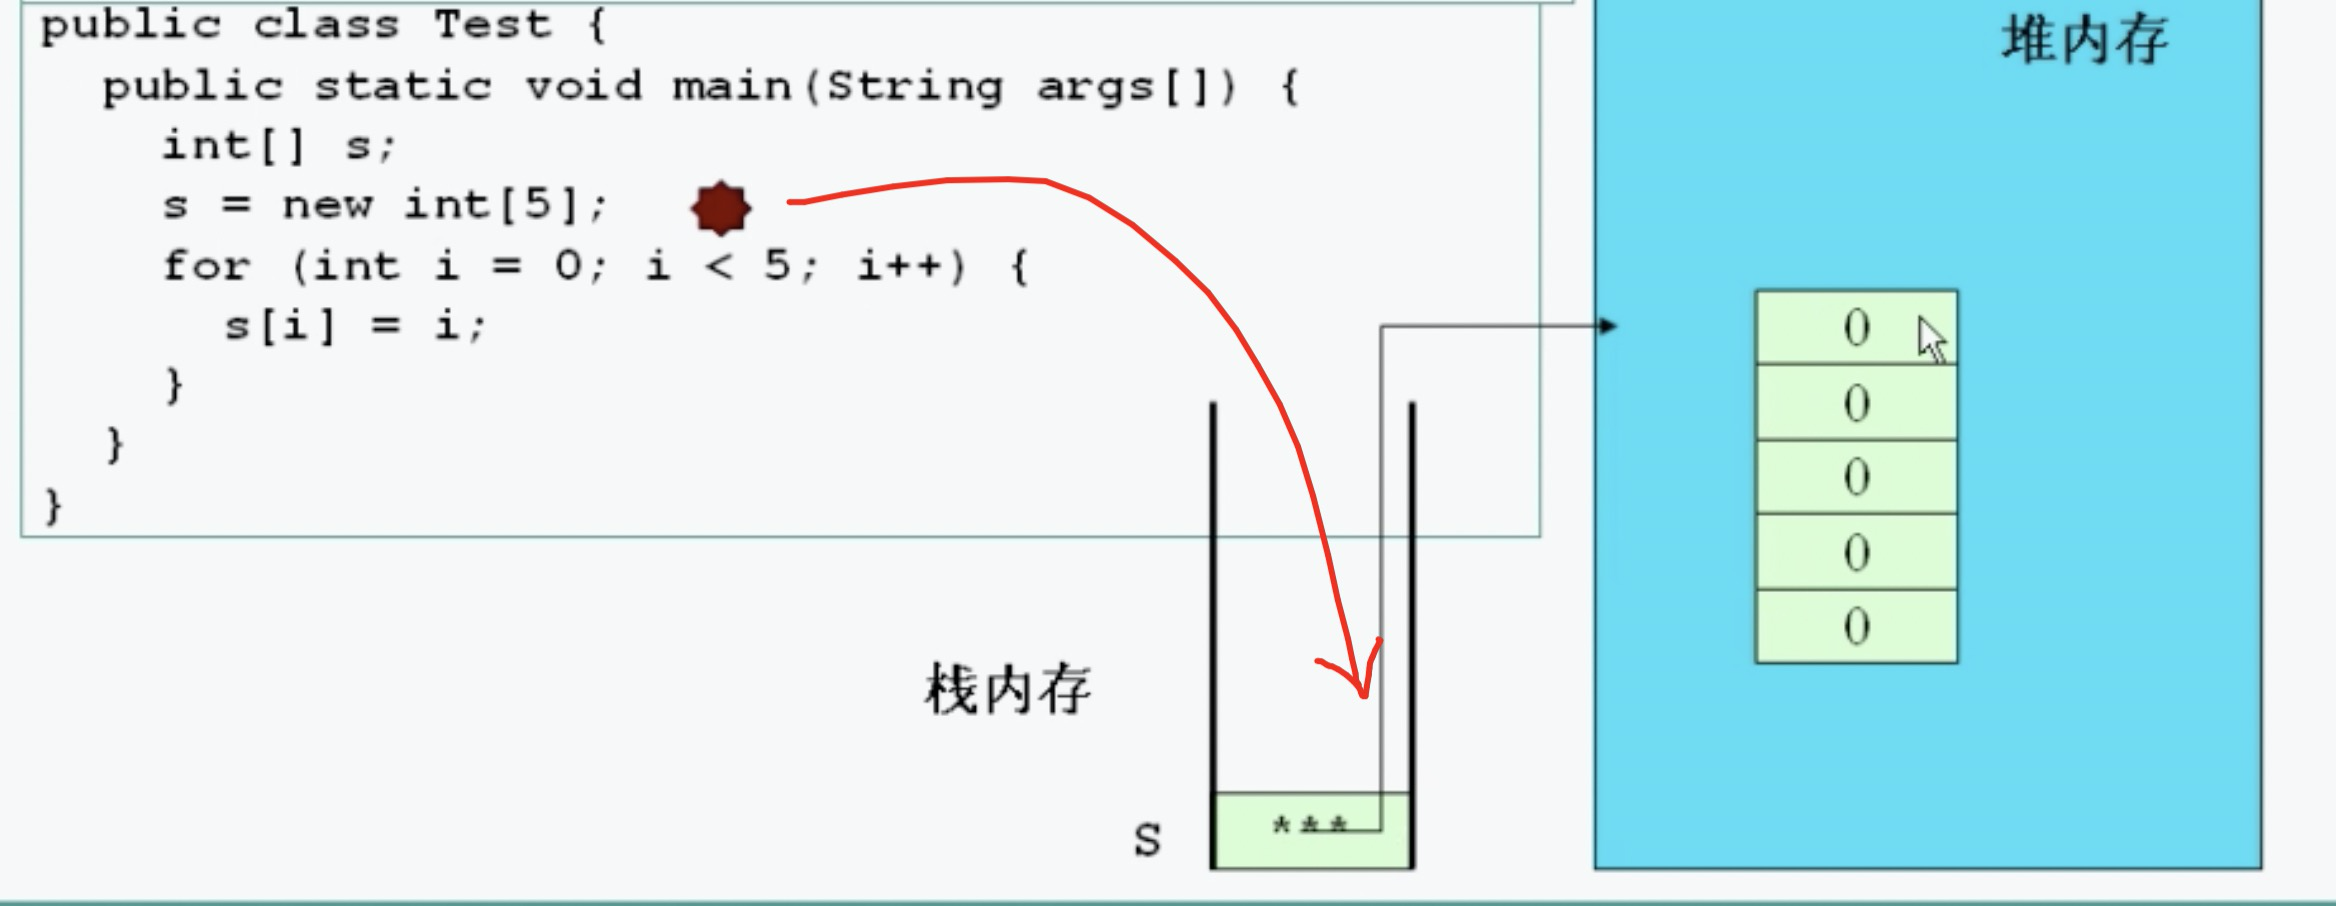 public class Test {
public static void main(String args[]) {
int[] s;
s = new int[5];
for (int i = 0; i < 5; i++) {
s[i] = i;
}
}
}
堆内存
0
0
0
0
0
栈内存
S
***